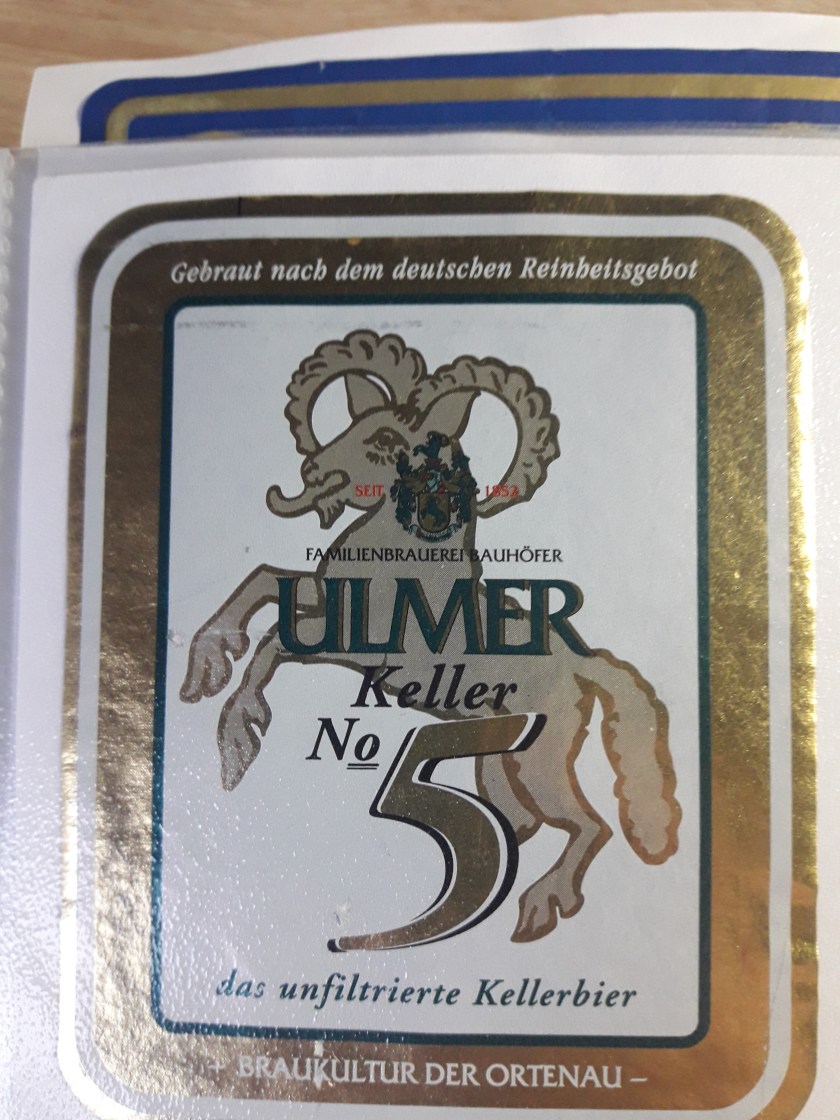 Gebraut nach dem deutschen Reinheitsgebot
SEIT 1852
FAMILIENBRAUEREI BAUHÖFER
ULMER
Keller
No 5
das unfiltrierte Kellerbier
– BRAUKULTUR DER ORTENAU –